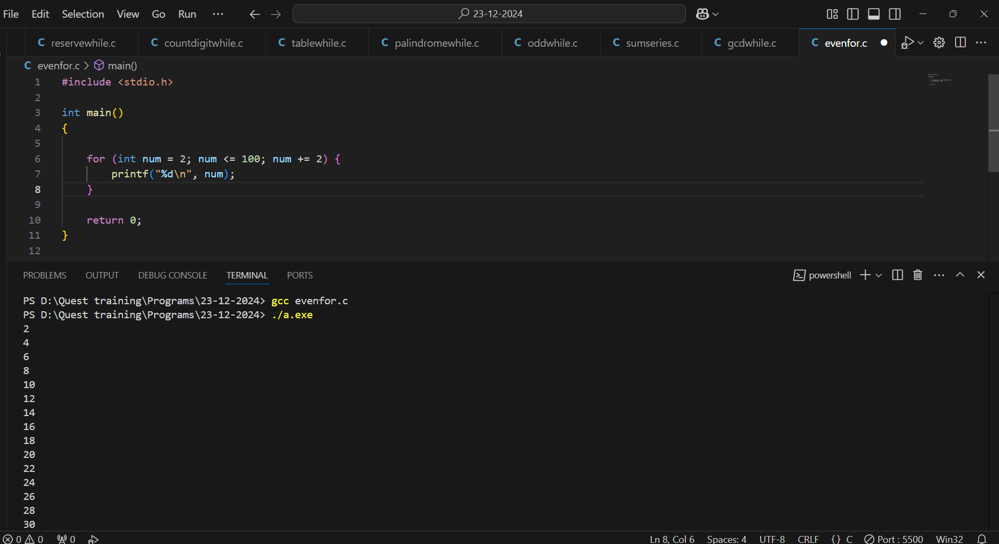 File Edit Selection View Go Run ··· 23-12-2024
reservewhile.c countdigitwhile.c tablewhile.c palindromewhile.c oddwhile.c sumseries.c gcdwhile.c evenfor.c
C evenfor.c > main()
1 #include <stdio.h>
2
3 int main()
4 {
5
6     for (int num = 2; num <= 100; num += 2) {
7         printf("%d\n", num);
8     }
9
10     return 0;
11 }
12
PROBLEMS OUTPUT DEBUG CONSOLE TERMINAL PORTS powershell
PS D:\Quest training\Programs\23-12-2024> gcc evenfor.c
PS D:\Quest training\Programs\23-12-2024> ./a.exe
2
4
6
8
10
12
14
16
18
20
22
24
26
28
30
0 0 0 Ln 8, Col 6 Spaces: 4 UTF-8 CRLF {} C Port : 5500 Win32